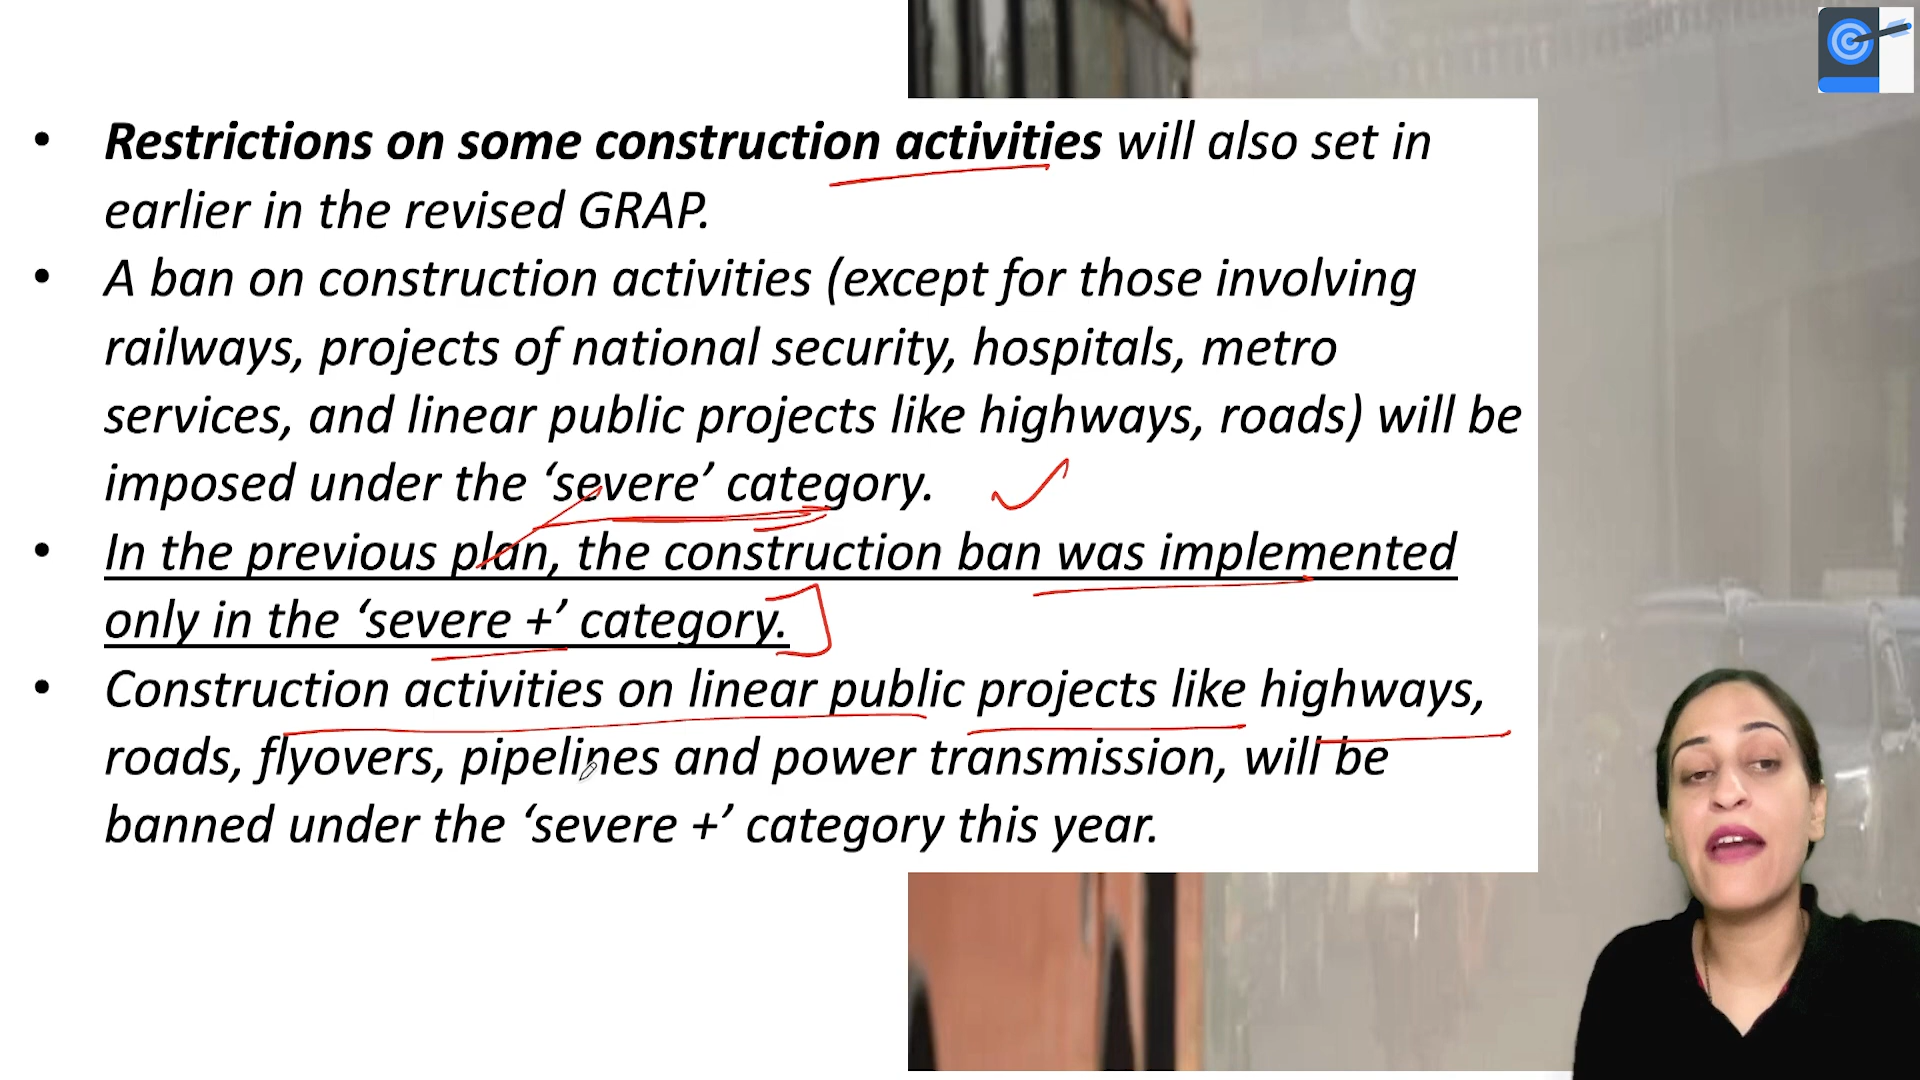 • Restrictions on some construction activities will also set in
earlier in the revised GRAP.
• A ban on construction activities (except for those involving
railways, projects of national security, hospitals, metro
services, and linear public projects like highways, roads) will be
imposed under the ‘severe’ category.
• In the previous plan, the construction ban was implemented
only in the ‘severe +’ category.
• Construction activities on linear public projects like highways,
roads, flyovers, pipelines and power transmission, will be
banned under the ‘severe +’ category this year.